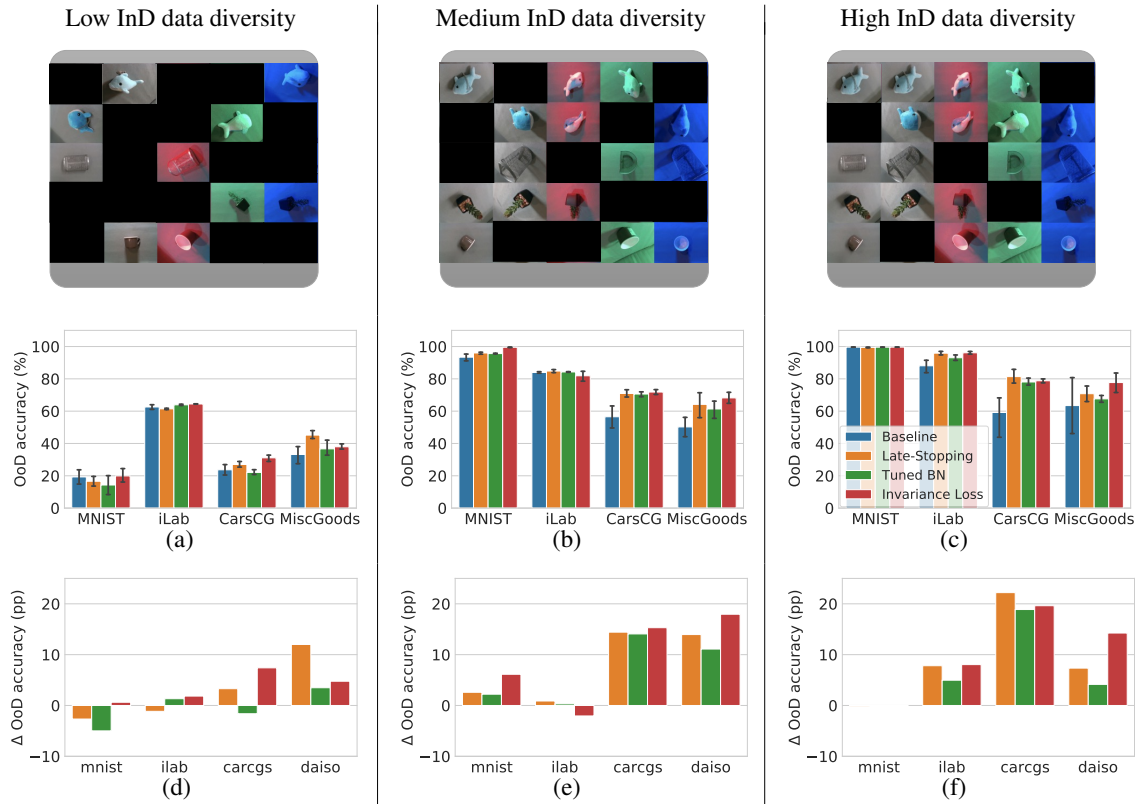 Low InD data diversity
Medium InD data diversity
High InD data diversity
OoD accuracy (%)
100
80
60
40
20
0
MNIST iLab CarsCG MiscGoods
(a)
OoD accuracy (%)
100
80
60
40
20
0
MNIST iLab CarsCG MiscGoods
(b)
OoD accuracy (%)
100
80
60
40
20
0
Baseline
Late-Stopping
Tuned BN
Invariance Loss
MNIST iLab CarsCG MiscGoods
(c)
Δ OoD accuracy (pp)
20
10
0
−10
mnist ilab carcgs daiso
(d)
Δ OoD accuracy (pp)
20
10
0
−10
mnist ilab carcgs daiso
(e)
Δ OoD accuracy (pp)
20
10
0
−10
mnist ilab carcgs daiso
(f)